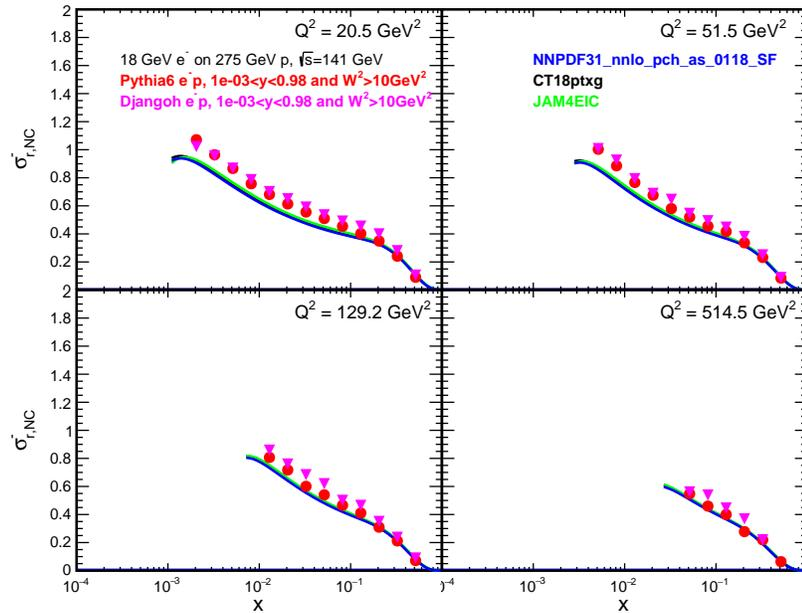 Q² = 20.5 GeV²
18 GeV e⁻ on 275 GeV p, √s=141 GeV
Pythia6 e⁻p, 1e-03<y<0.98 and W²>10GeV²
Djangoh e⁻p, 1e-03<y<0.98 and W²>10GeV²
σ⁻r,NC
2
1.8
1.6
1.4
1.2
1
0.8
0.6
0.4
0.2
0
Q² = 51.5 GeV²
NNPDF31_nnlo_pch_as_0118_SF
CT18ptxg
JAM4EIC
Q² = 129.2 GeV²
σ⁻r,NC
2
1.8
1.6
1.4
1.2
1
0.8
0.6
0.4
0.2
0
10⁻⁴ 10⁻³ 10⁻² 10⁻¹
x
Q² = 514.5 GeV²
10⁻³ 10⁻² 10⁻¹
x